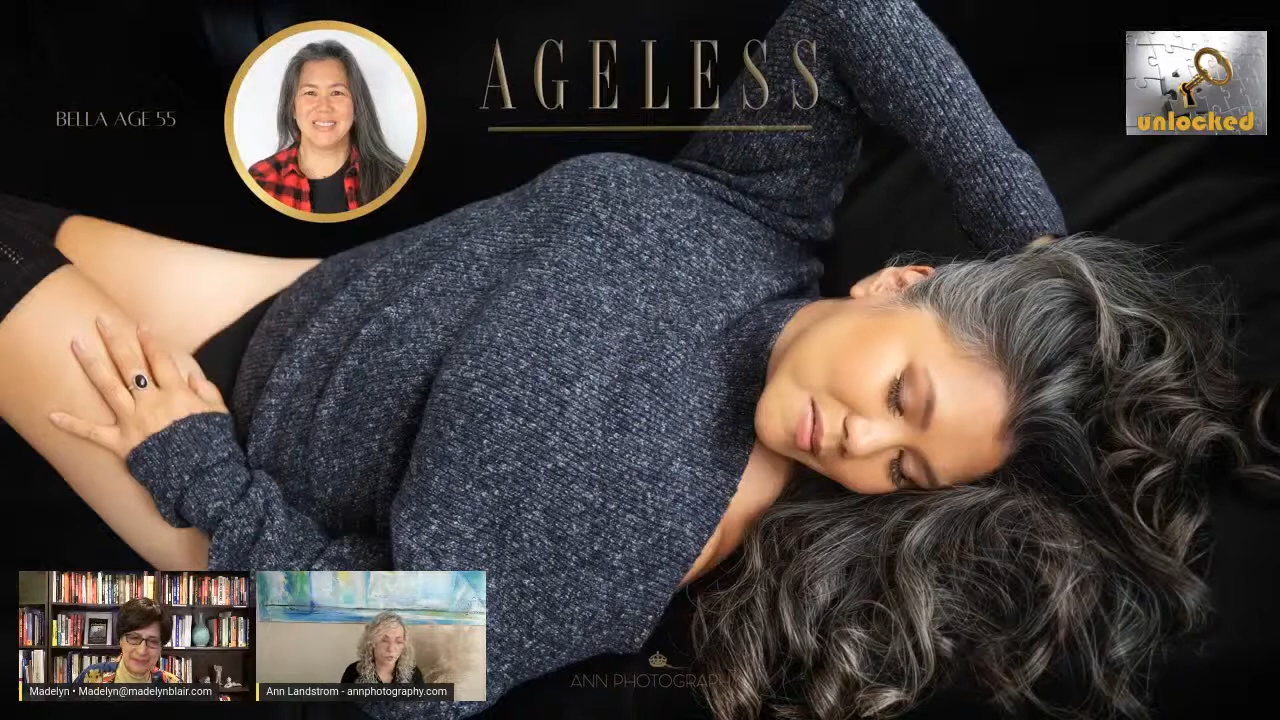 AGELESS
BELLA AGE 55
unlocked
ANN PHOTOGRAPHY
Madelyn • Madelyn@madelynblair.com
Ann Landstrom - annphotography.com